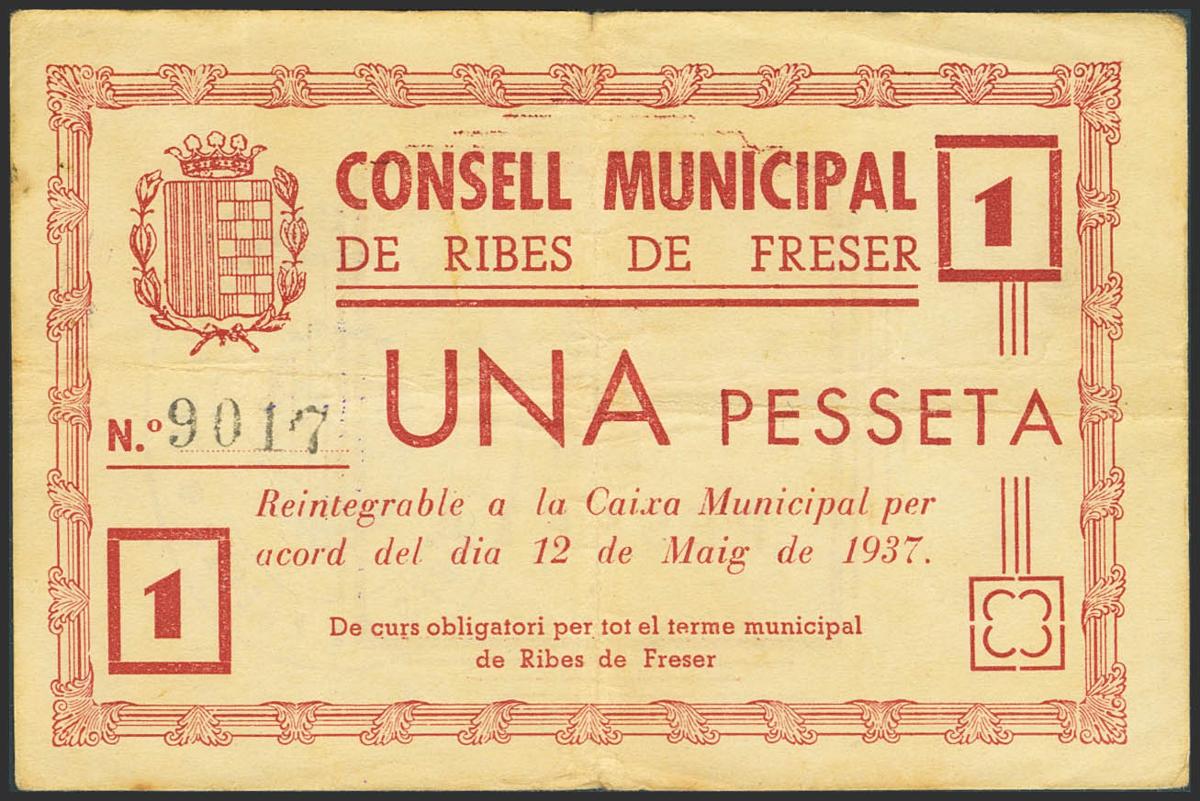 CONSELL MUNICIPAL
DE RIBES DE FRESER
1
UNA PESSETA
N.º 9017
Reintegrable a la Caixa Municipal per
acord del dia 12 de Maig de 1937.
1
De curs obligatori per tot el terme municipal
de Ribes de Freser